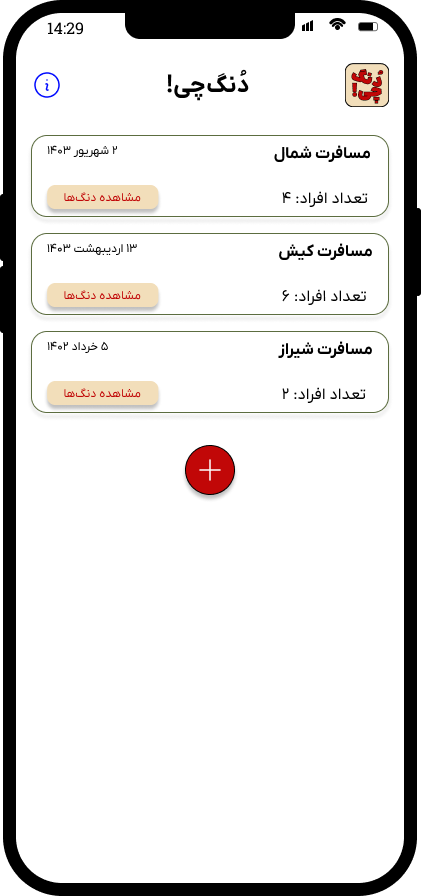 14:29
دُنگ‌چی!
دُنگ
چی!
مسافرت شمال
۲ شهریور ۱۴۰۳
تعداد افراد: ۴
مشاهده دنگ‌ها
مسافرت کیش
۱۳ اردیبهشت ۱۴۰۳
تعداد افراد: ۶
مشاهده دنگ‌ها
مسافرت شیراز
۵ خرداد ۱۴۰۲
تعداد افراد: ۲
مشاهده دنگ‌ها